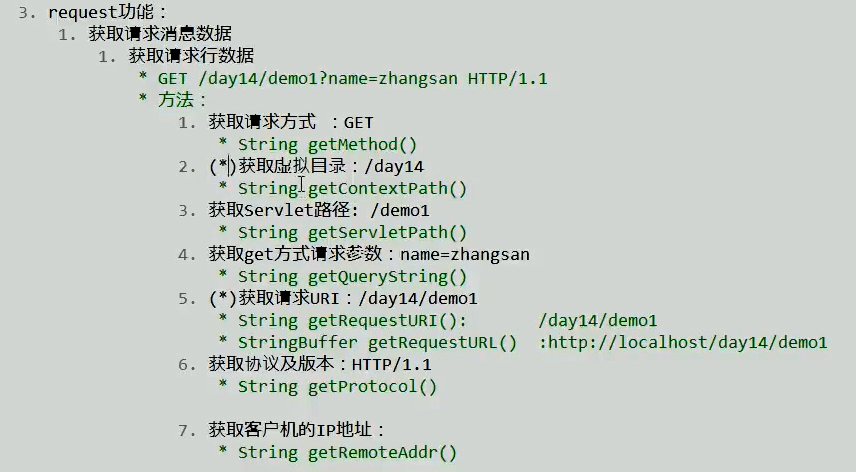 3. request功能：
1. 获取请求消息数据
1. 获取请求行数据
* GET /day14/demo1?name=zhangsan HTTP/1.1
* 方法：
1. 获取请求方式 ：GET
* String getMethod()
2. (*)获取虚拟目录：/day14
* String getContextPath()
3. 获取Servlet路径: /demo1
* String getServletPath()
4. 获取get方式请求参数：name=zhangsan
* String getQueryString()
5. (*)获取请求URI：/day14/demo1
* String getRequestURI(): /day14/demo1
* StringBuffer getRequestURL() :http://localhost/day14/demo1
6. 获取协议及版本：HTTP/1.1
* String getProtocol()
7. 获取客户机的IP地址：
* String getRemoteAddr()